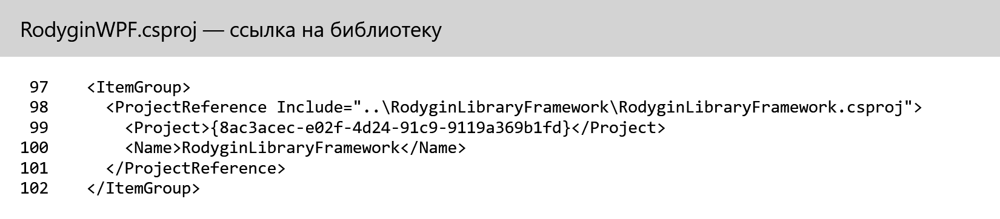 RodyginWPF.csproj — ссылка на библиотеку
97    <ItemGroup>
98      <ProjectReference Include="..\RodyginLibraryFramework\RodyginLibraryFramework.csproj">
99        <Project>{8ac3acec-e02f-4d24-91c9-9119a369b1fd}</Project>
100        <Name>RodyginLibraryFramework</Name>
101      </ProjectReference>
102    </ItemGroup>